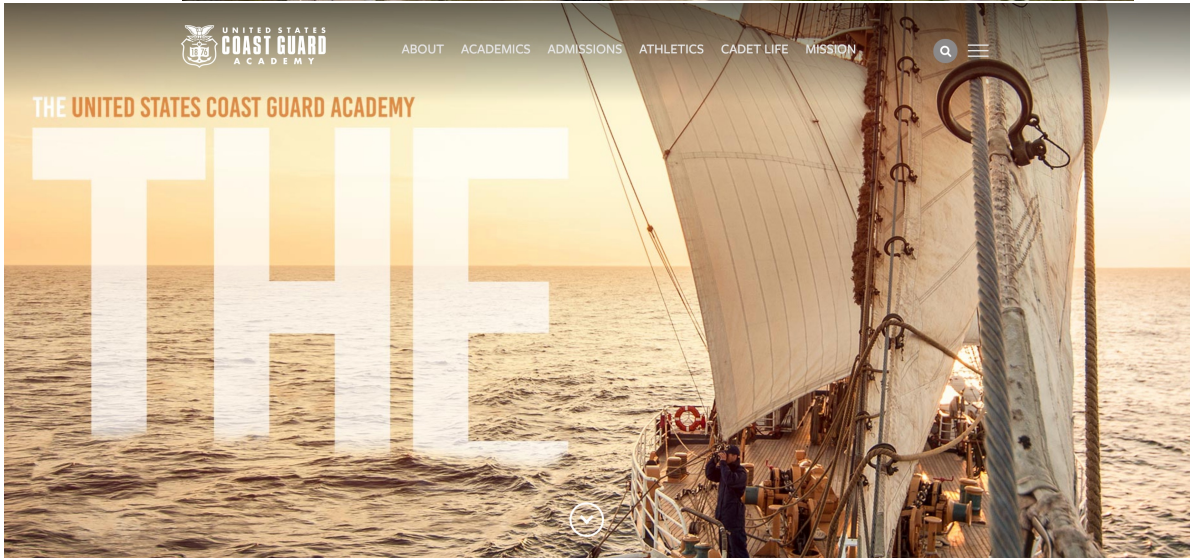 UNITED STATES
COAST GUARD
ACADEMY
1876
ABOUT ACADEMICS ADMISSIONS ATHLETICS CADET LIFE MISSION
THE UNITED STATES COAST GUARD ACADEMY
THE